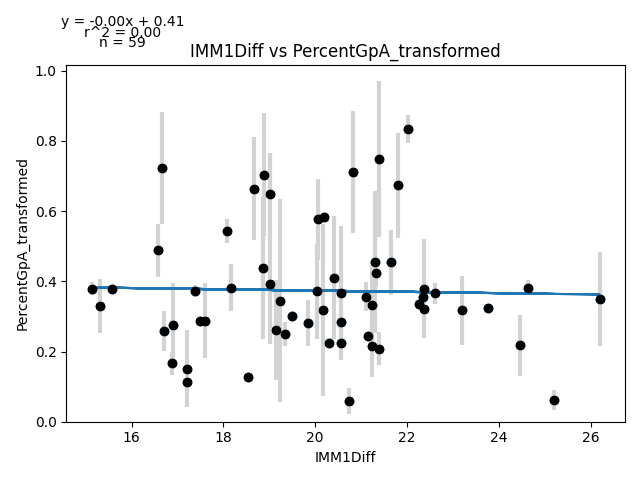 y = -0.00x + 0.41
r^2 = 0.00
n = 59
IMM1Diff vs PercentGpA_transformed
PercentGpA_transformed
1.0
0.8
0.6
0.4
0.2
0.0
16 18 20 22 24 26
IMM1Diff